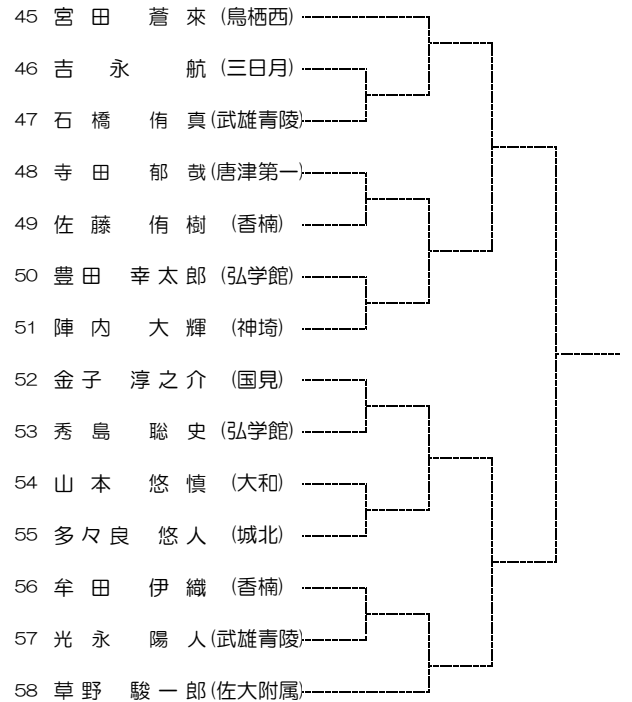 45 宮田 蒼來 (鳥栖西)
46 吉永 航 (三日月)
47 石橋 侑真 (武雄青陵)
48 寺田 郁哉 (唐津第一)
49 佐藤 侑樹 (香楠)
50 豊田 幸太郎 (弘学館)
51 陣内 大輝 (神埼)
52 金子 淳之介 (国見)
53 秀島 聡史 (弘学館)
54 山本 悠慎 (大和)
55 多々良 悠人 (城北)
56 牟田 伊織 (香楠)
57 光永 陽人 (武雄青陵)
58 草野 駿一郎 (佐大附属)